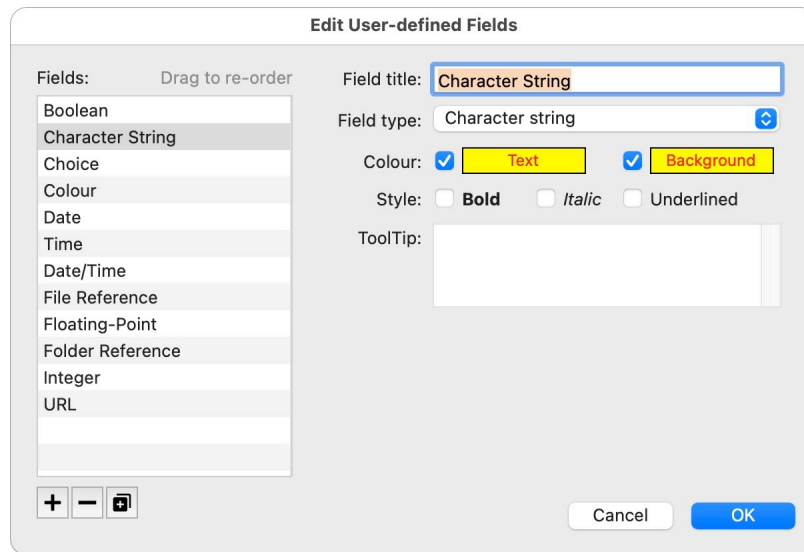 Edit User-defined Fields
Fields: Drag to re-order
Boolean
Character String
Choice
Colour
Date
Time
Date/Time
File Reference
Floating-Point
Folder Reference
Integer
URL
Field title: Character String
Field type: Character string
Colour: Text Background
Style: Bold Italic Underlined
ToolTip:
Cancel OK